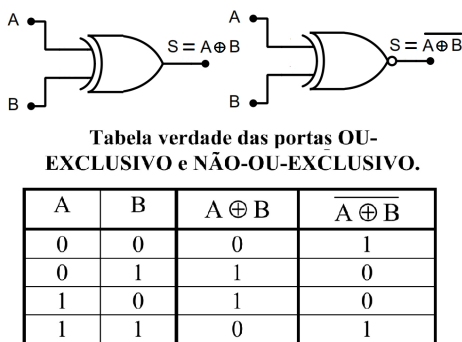 A
S = A ⊕ B
B
A
S = A̅ ̅⊕̅ ̅B̅
B
Tabela verdade das portas OU-
EXCLUSIVO e NÃO-OU-EXCLUSIVO.
A B A ⊕ B A̅ ̅⊕̅ ̅B̅
0 0 0 1
0 1 1 0
1 0 1 0
1 1 0 1